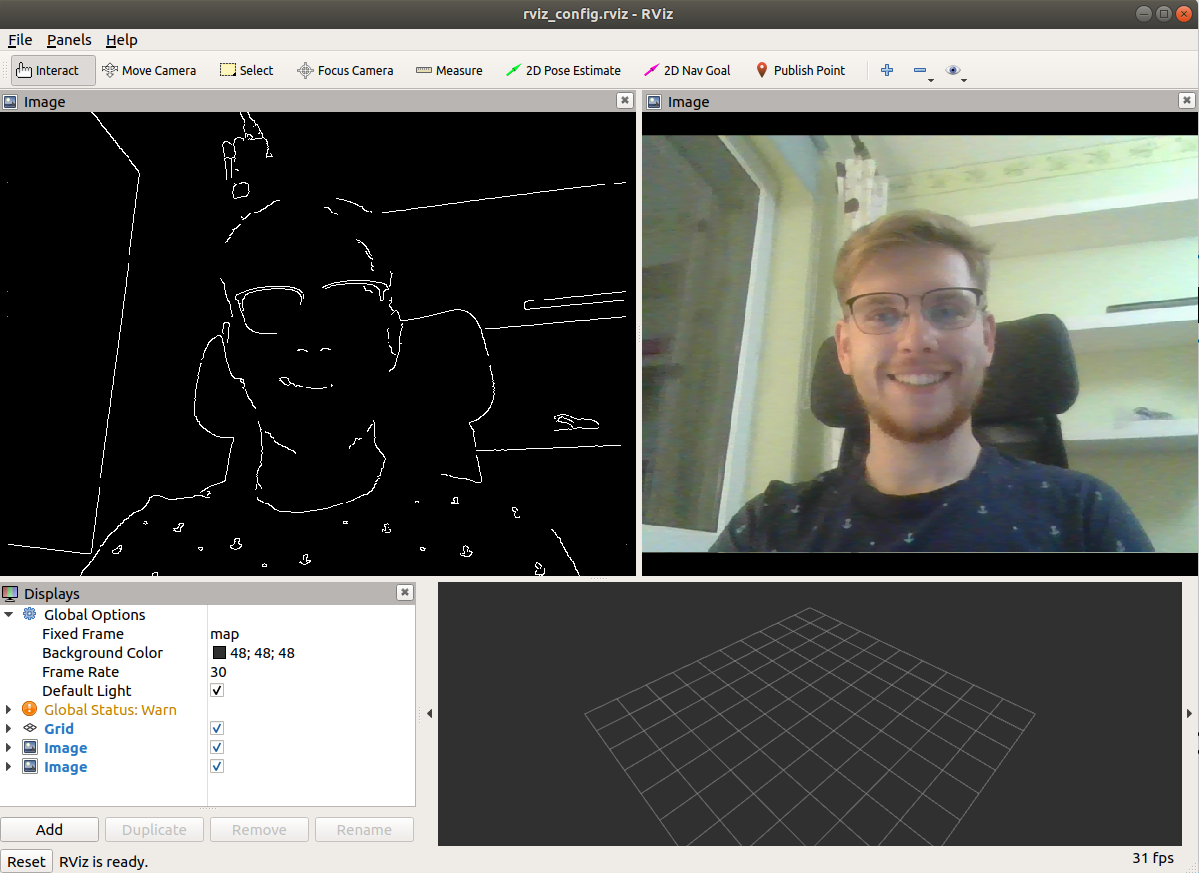 rviz_config.rviz - RViz
File Panels Help
Interact Move Camera Select Focus Camera Measure 2D Pose Estimate 2D Nav Goal Publish Point
Image Image
Displays
Global Options
Fixed Frame map
Background Color 48; 48; 48
Frame Rate 30
Default Light
Global Status: Warn
Grid
Image
Image
Add Duplicate Remove Rename
Reset RViz is ready. 31 fps